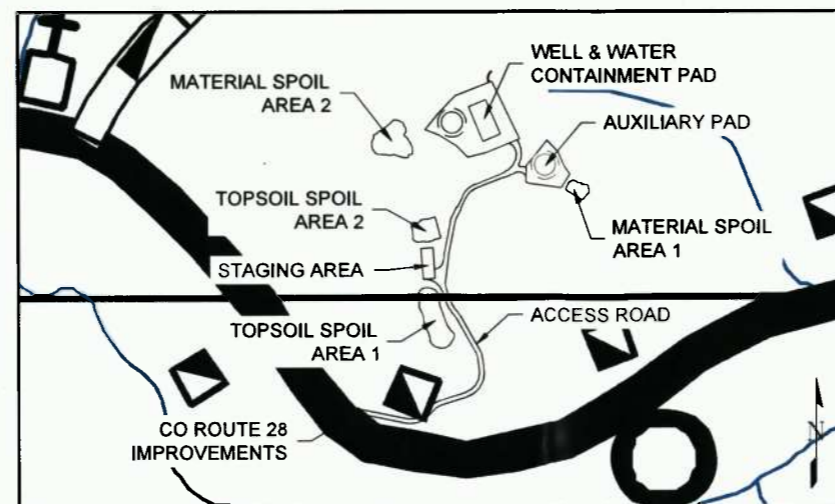 WELL & WATER
CONTAINMENT PAD
MATERIAL SPOIL
AREA 2
AUXILIARY PAD
TOPSOIL SPOIL
AREA 2
MATERIAL SPOIL
AREA 1
STAGING AREA
TOPSOIL SPOIL
AREA 1
ACCESS ROAD
CO ROUTE 28
IMPROVEMENTS
N